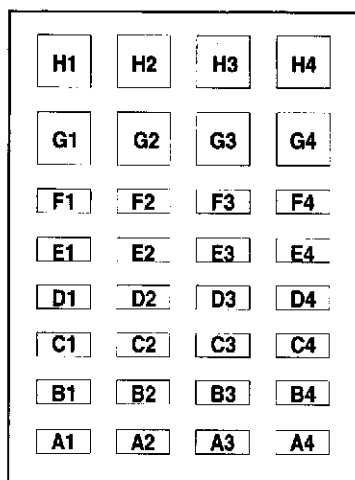 H1 H2 H3 H4
G1 G2 G3 G4
F1 F2 F3 F4
E1 E2 E3 E4
D1 D2 D3 D4
C1 C2 C3 C4
B1 B2 B3 B4
A1 A2 A3 A4